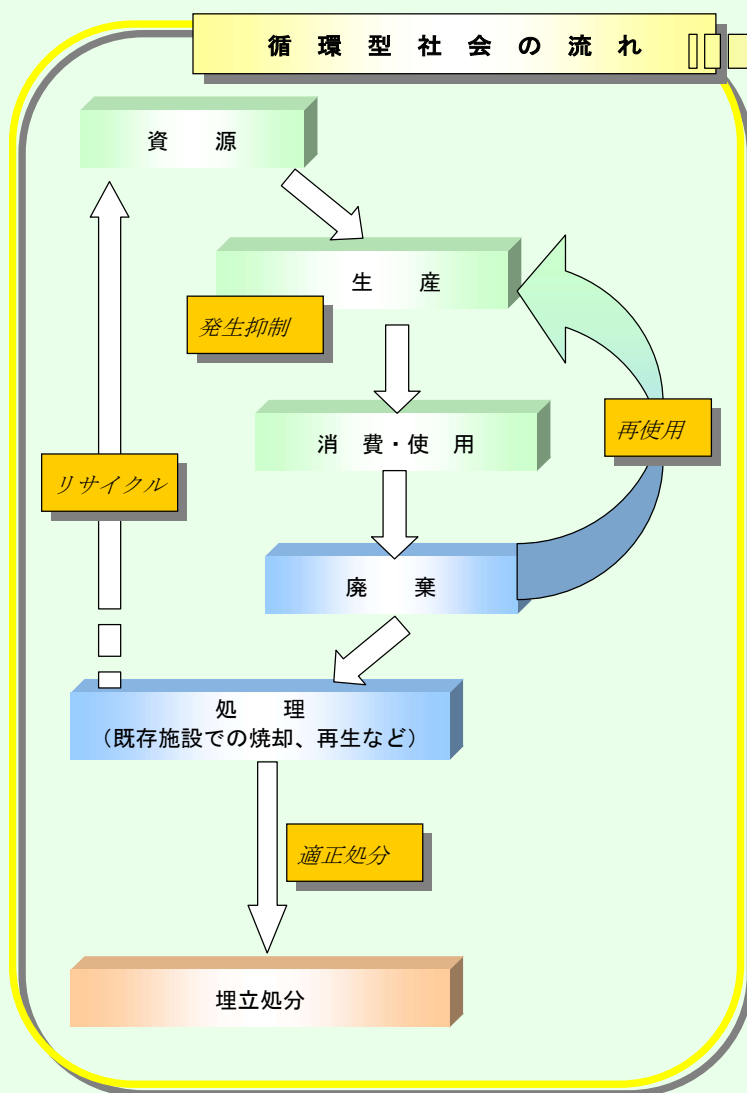 循環型社会の流れ
資源
生産
発生抑制
消費・使用
再使用
リサイクル
廃棄
処理
（既存施設での焼却、再生など）
適正処分
埋立処分